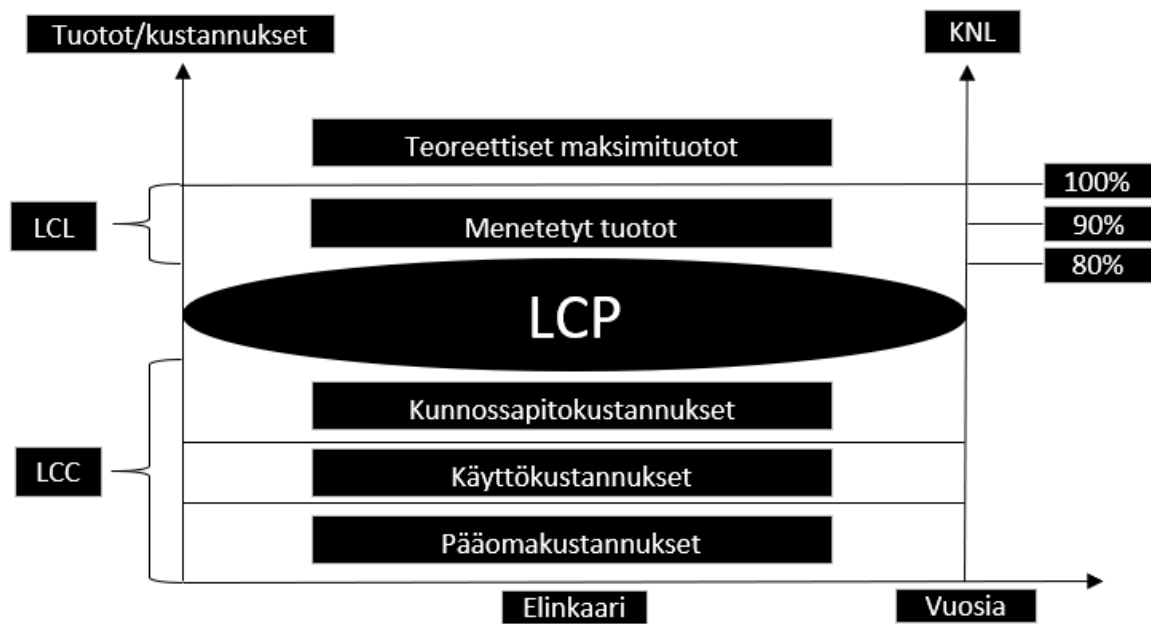 Tuotot/kustannukset
KNL
Teoreettiset maksimituotot
100%
LCL
Menetetyt tuotot
90%
80%
LCP
Kunnossapitokustannukset
LCC
Käyttökustannukset
Pääomakustannukset
Elinkaari
Vuosia